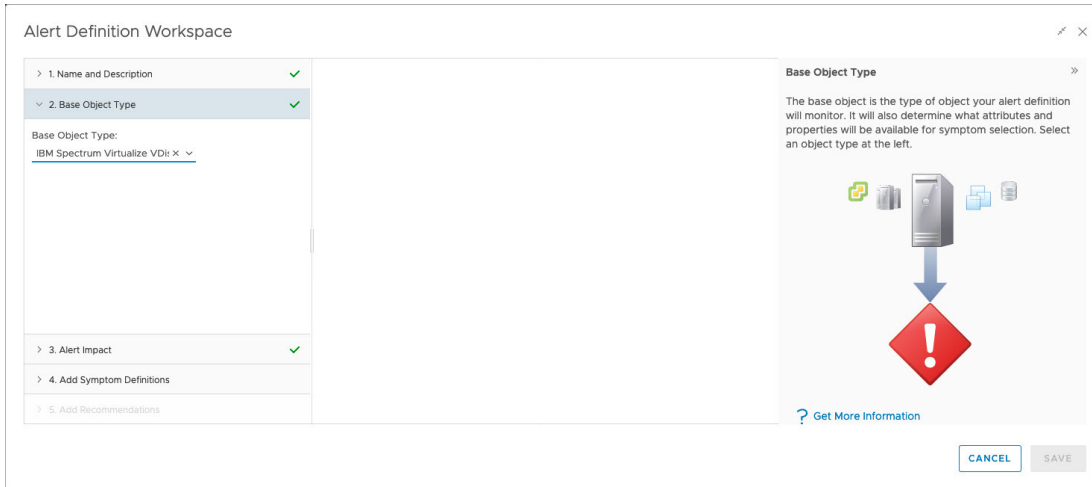 Alert Definition Workspace
1. Name and Description
2. Base Object Type
Base Object Type:
IBM Spectrum Virtualize VDi
3. Alert Impact
4. Add Symptom Definitions
5. Add Recommendations
Base Object Type
The base object is the type of object your alert definition
will monitor. It will also determine what attributes and
properties will be available for symptom selection. Select
an object type at the left.
? Get More Information
CANCEL SAVE